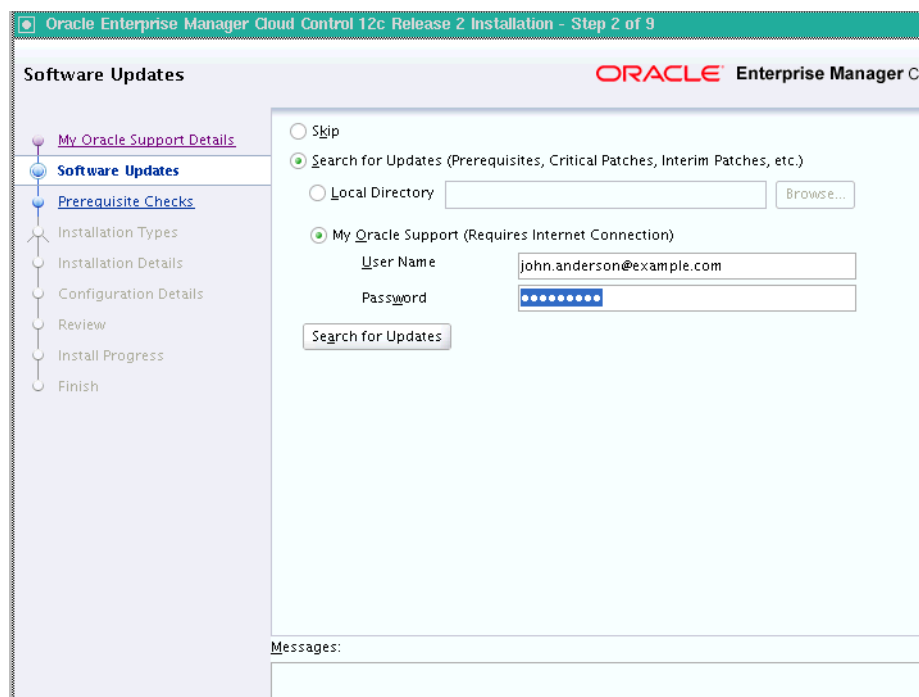 Oracle Enterprise Manager Cloud Control 12c Release 2 Installation - Step 2 of 9
Software Updates
ORACLE Enterprise Manager C
My Oracle Support Details
Software Updates
Prerequisite Checks
Installation Types
Installation Details
Configuration Details
Review
Install Progress
Finish
Skip
Search for Updates (Prerequisites, Critical Patches, Interim Patches, etc.)
Local Directory Browse...
My Oracle Support (Requires Internet Connection)
User Name john.anderson@example.com
Password •••••••••
Search for Updates
Messages: